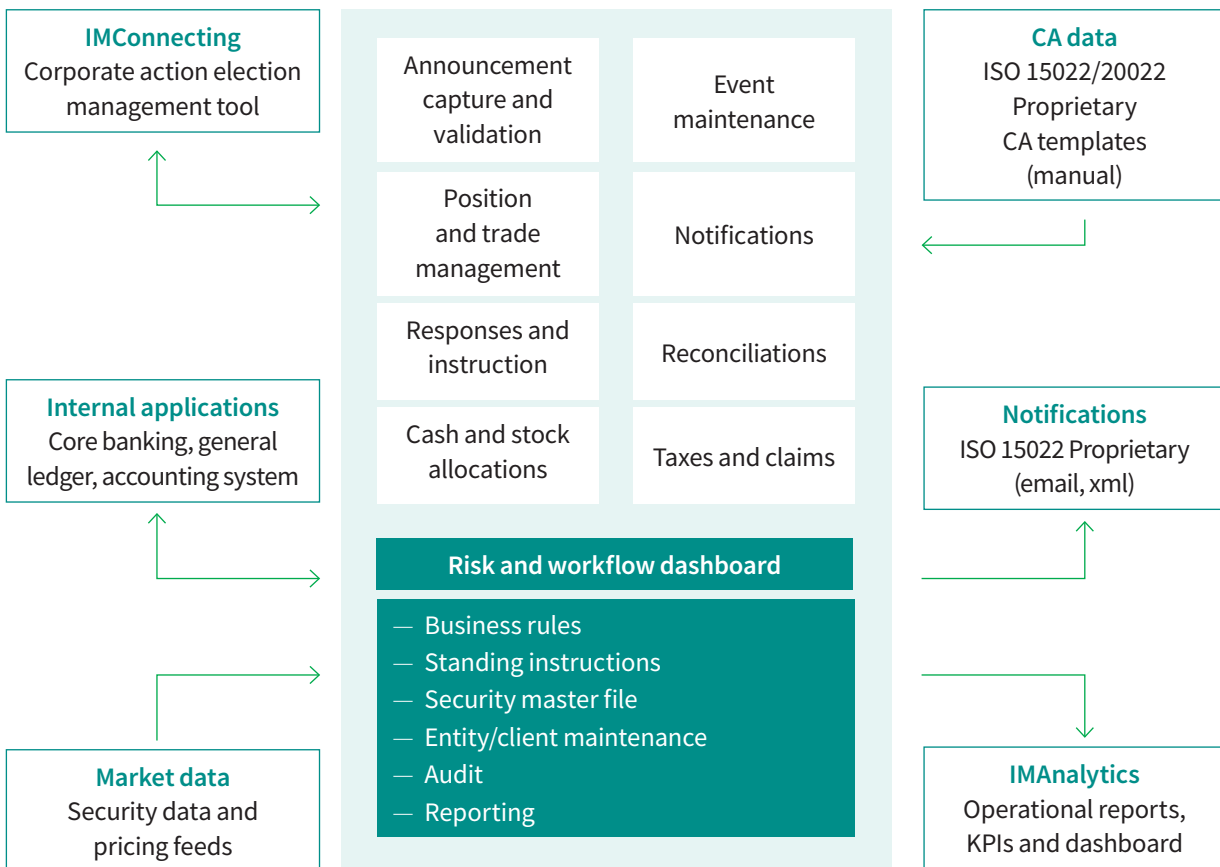 IMConnecting
Corporate action election
management tool
Internal applications
Core banking, general
ledger, accounting system
Market data
Security data and
pricing feeds
Announcement
capture and
validation
Event
maintenance
Position
and trade
management
Notifications
Responses and
instruction
Reconciliations
Cash and stock
allocations
Taxes and claims
Risk and workflow dashboard
— Business rules
— Standing instructions
— Security master file
— Entity/client maintenance
— Audit
— Reporting
CA data
ISO 15022/20022
Proprietary
CA templates
(manual)
Notifications
ISO 15022 Proprietary
(email, xml)
IMAnalytics
Operational reports,
KPIs and dashboard